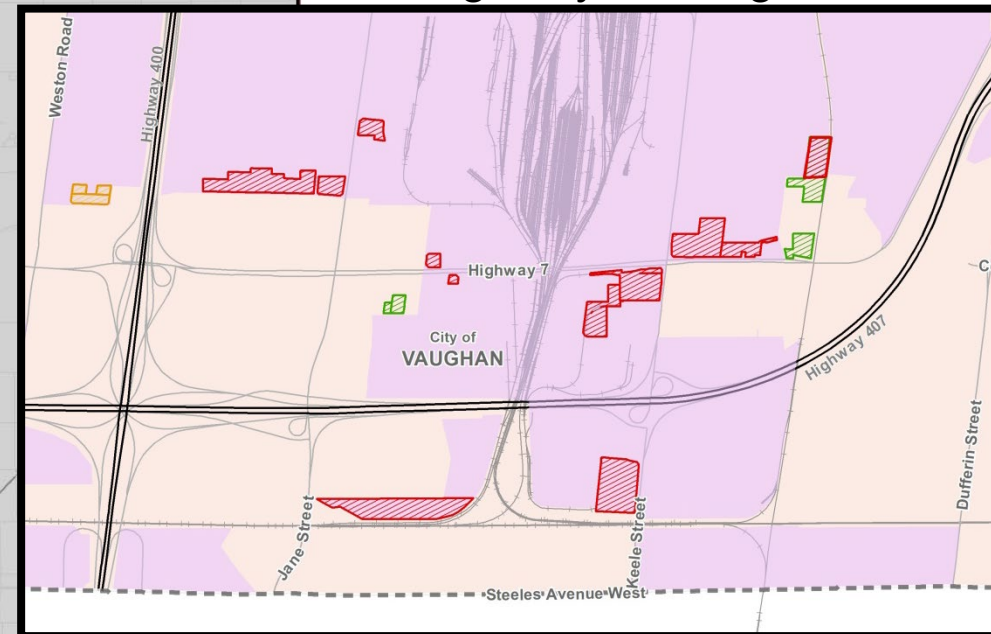 Weston Road
Highway 400
Highway 7
City of
VAUGHAN
Highway 407
Dufferin Street
Jane Street
Keele Street
Steeles Avenue West
C